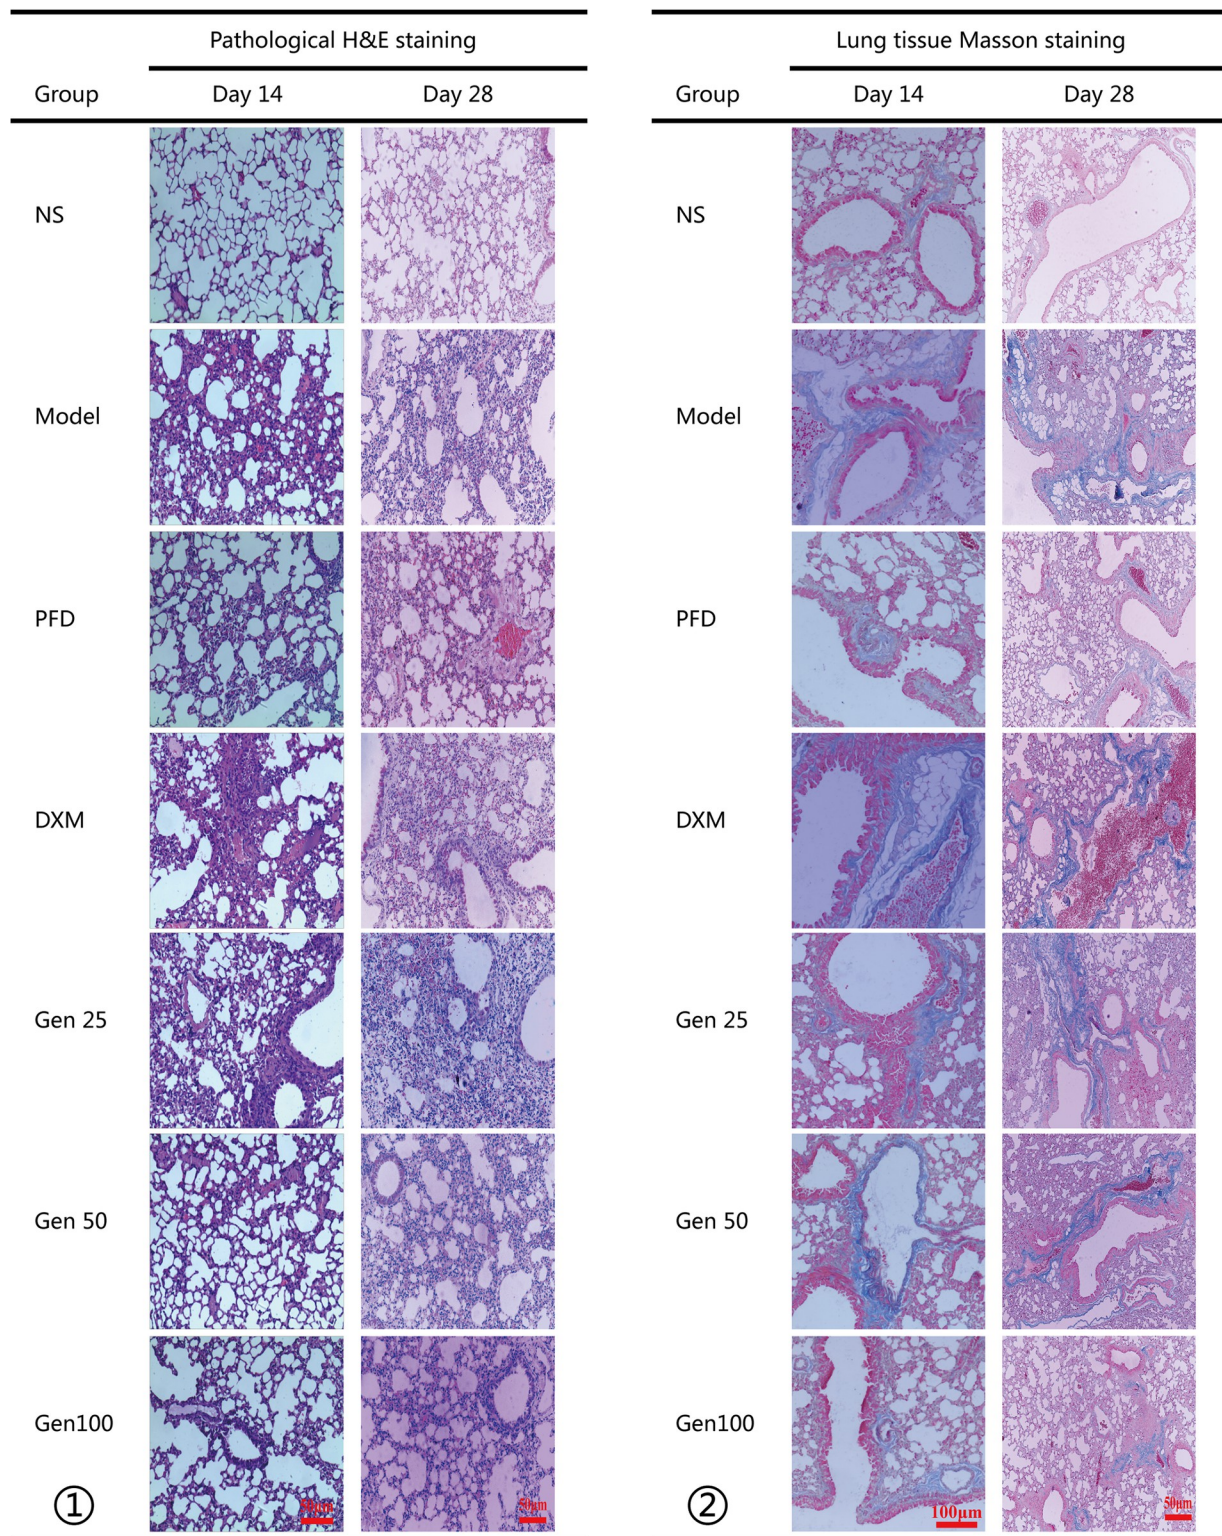 Pathological H&E staining
Group Day 14 Day 28
NS
Model
PFD
DXM
Gen 25
Gen 50
Gen100
①
50μm
50μm
Lung tissue Masson staining
Group Day 14 Day 28
NS
Model
PFD
DXM
Gen 25
Gen 50
Gen100
②
100μm
50μm